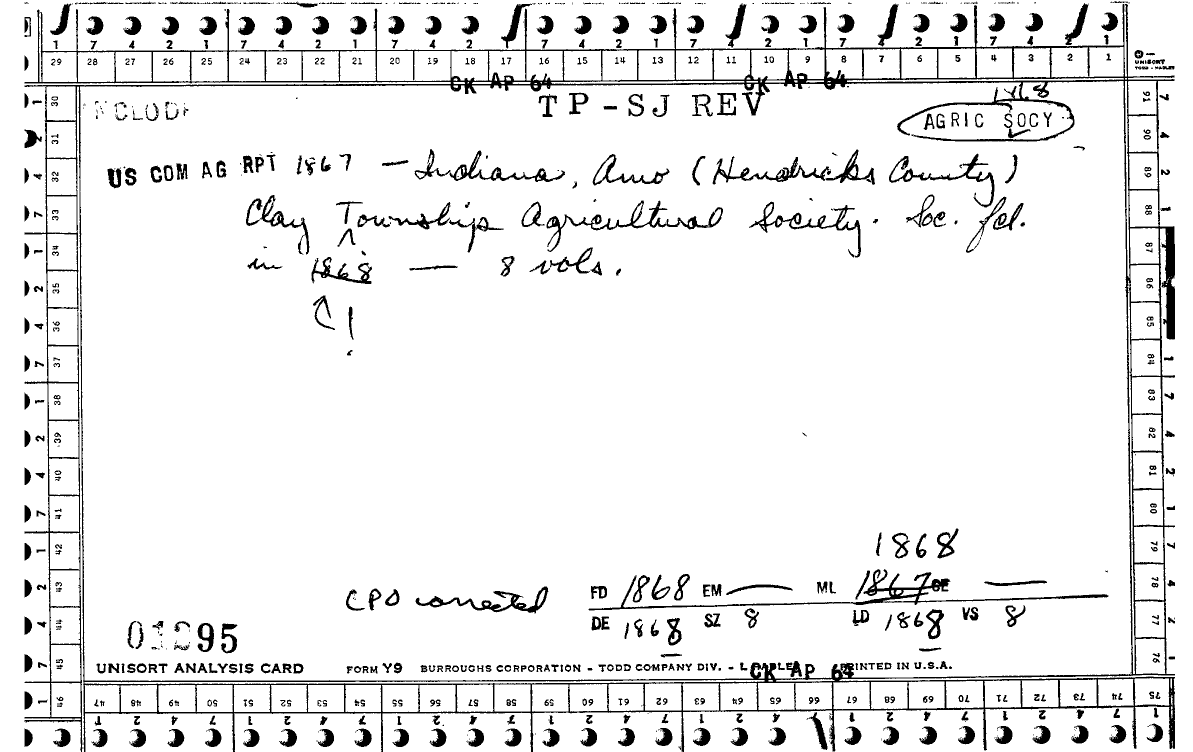 7 4 2 1 7 4 2 1 7 4 2 1 7 4 2 1 7 4 2 1 7 4 2 1 7 4 2 1
29 28 27 26 25 24 23 22 21 20 19 18 17 16 15 14 13 12 11 10 9 8 7 6 5 4 3 2 1
UNISORT
CK AP 64 CK AP 64
TP-SJ REV
1868
AGRIC SOCY
US COM AG RPT 1867 — Indiana, Amo (Hendricks County)
Clay Township Agricultural Society. Soc. fd.
in 1868 — 8 vols.
!
1868
CPO corrected FD 1868 EM — ML 1867 GE —
DE 1868 SZ 8 LD 1868 VS 8
01295
UNISORT ANALYSIS CARD FORM Y9 BURROUGHS CORPORATION - TODD COMPANY DIV. - PRINTED IN U.S.A.
CK AP 64
30 31 32 33 34 35 36 37 38 39 40 41 42 43 44 45 46
91 90 89 88 87 86 85 84 83 82 81 80 79 78 77 76
47 48 49 50 51 52 53 54 55 56 57 58 59 60 61 62 63 64 65 66 67 68 69 70 71 72 73 74 75